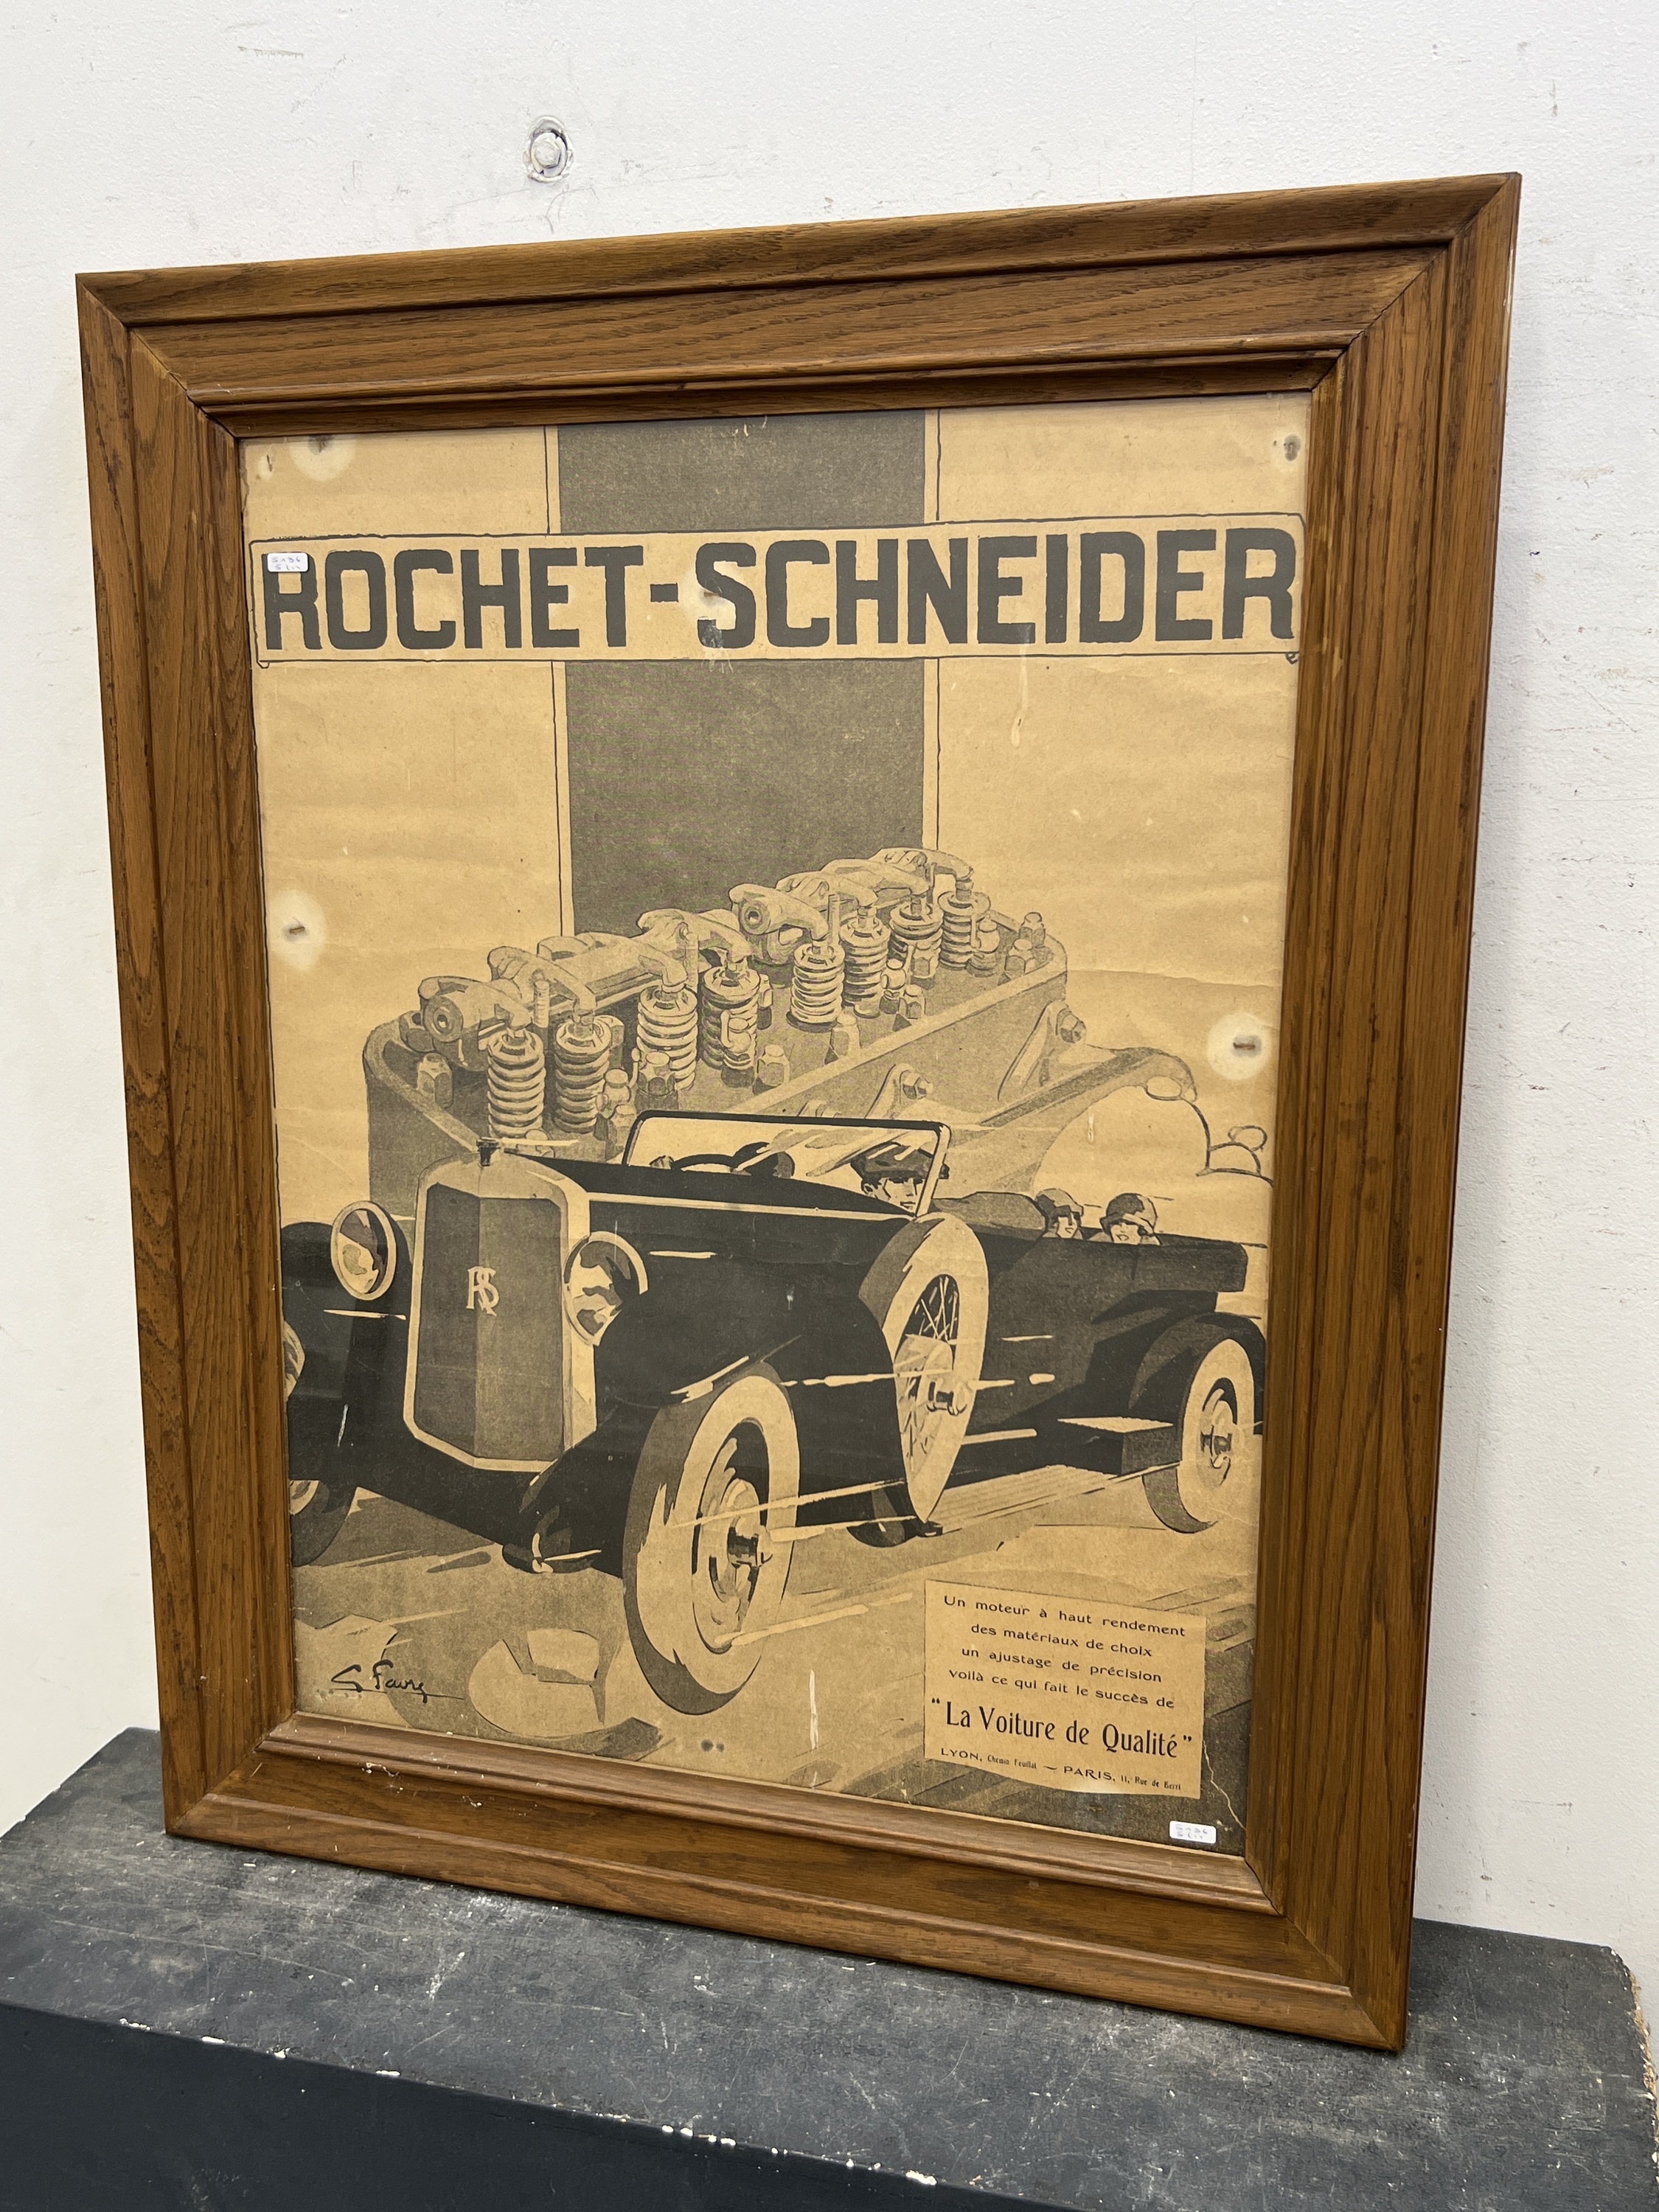 ROCHET-SCHNEIDER
RS
G Favre
Un moteur à haut rendement
des matériaux de choix
un ajustage de précision
voilà ce qui fait le succès de
"La Voiture de Qualité"
LYON, Chemin Feuillat — PARIS, 11, Rue de Berri